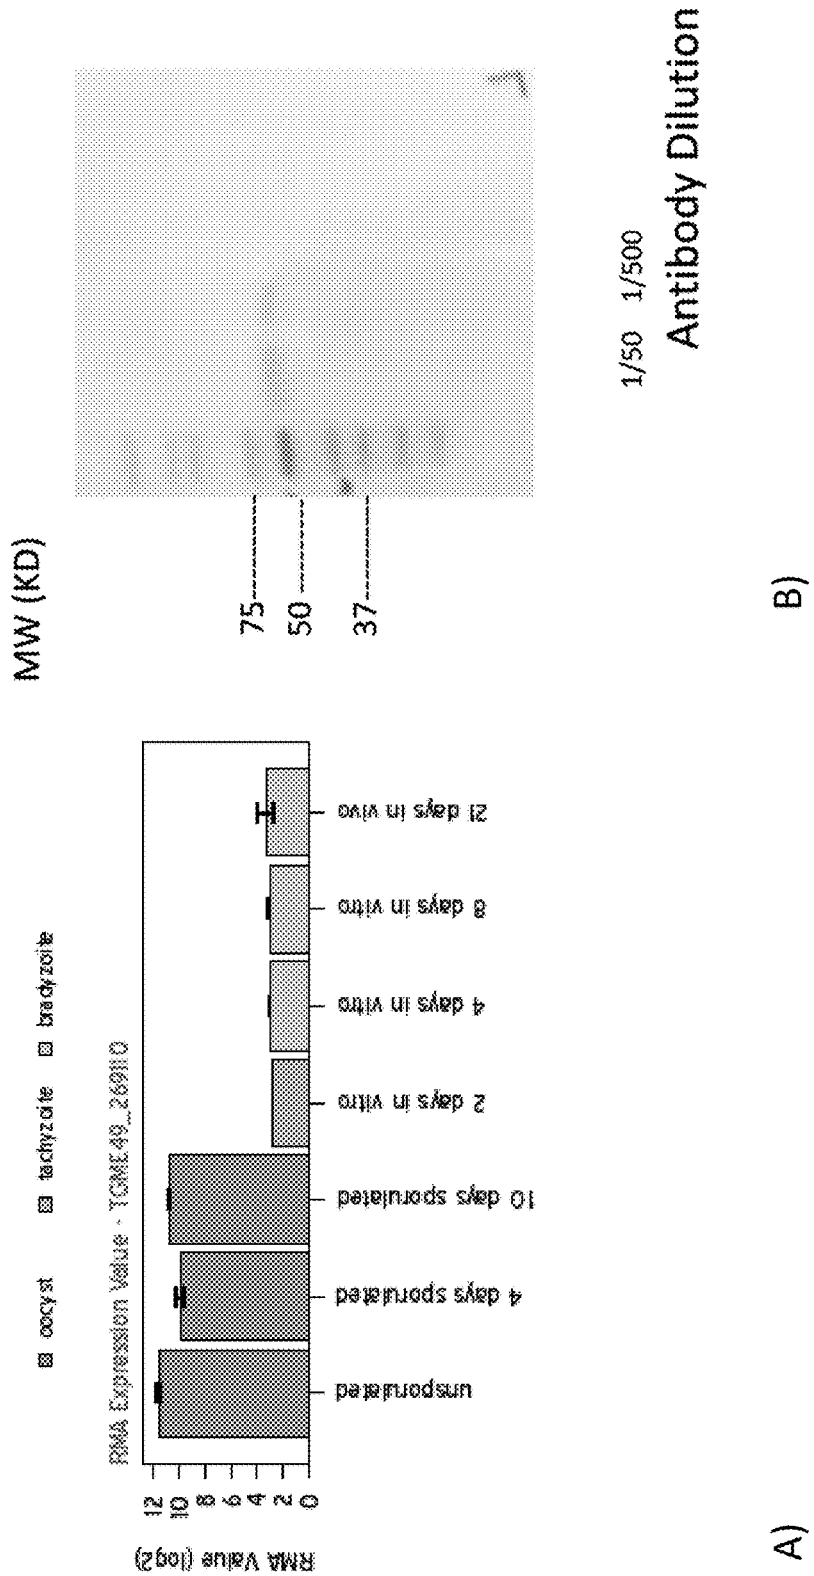 oocyst tachyzoite bradyzoite
RMA Expression Value - TGME49_269110
RMA Value (log2)
12
10
8
6
4
2
0
unsporulated
4 days sporulated
10 days sporulated
2 days in vitro
4 days in vitro
8 days in vitro
21 days in vivo
A)
MW (KD)
75
50
37
1/50 1/500
Antibody Dilution
B)